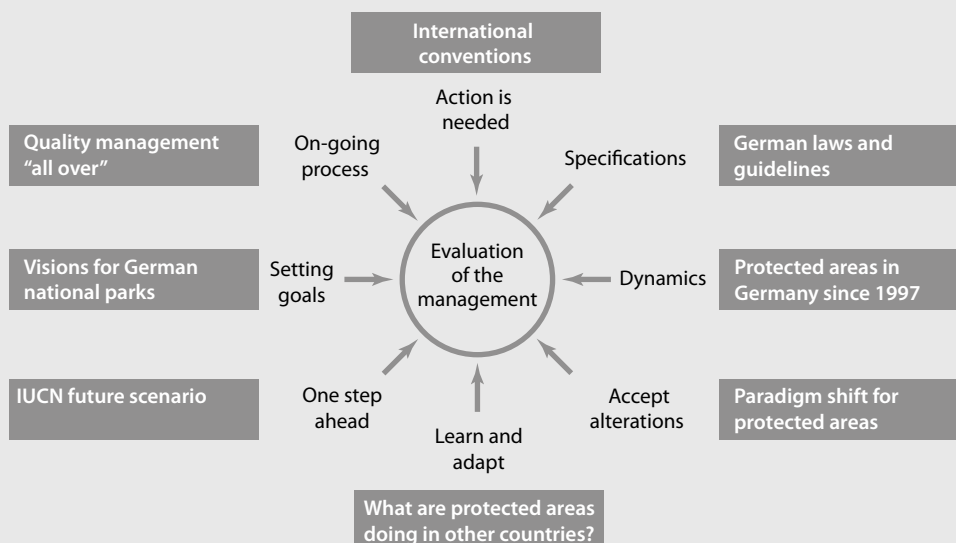 International
conventions
Action is
needed
Quality management
“all over”
On-going
process
Specifications
German laws and
guidelines
Visions for German
national parks
Setting
goals
Evaluation
of the
management
Dynamics
Protected areas in
Germany since 1997
IUCN future scenario
One step
ahead
Learn and
adapt
Accept
alterations
Paradigm shift for
protected areas
What are protected areas
doing in other countries?